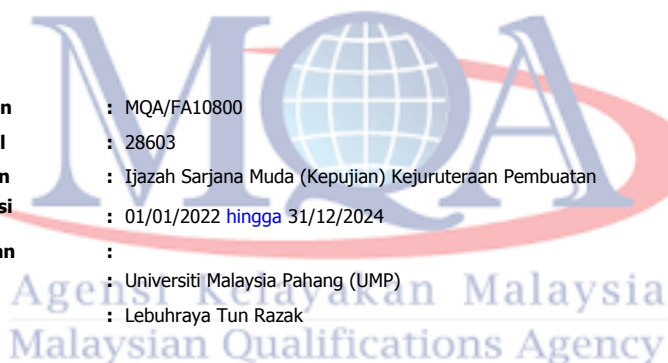 MQA
n : MQA/FA10800
l : 28603
n : Ijazah Sarjana Muda (Kepujian) Kejuruteraan Pembuatan
si : 01/01/2022 hingga 31/12/2024
an :
: Universiti Malaysia Pahang (UMP)
Agensi Kelayakan Malaysia
: Lebuhraya Tun Razak
Malaysian Qualifications Agency